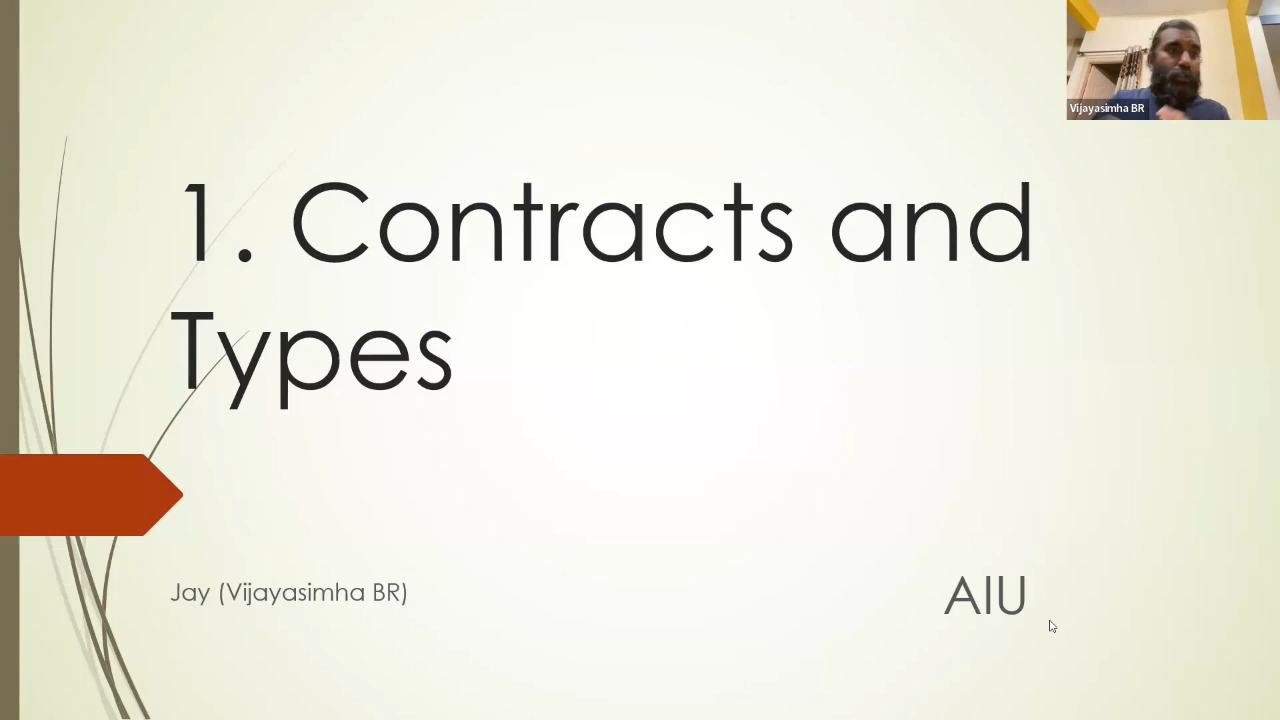 Vijayasimha BR
1. Contracts and
Types
Jay (Vijayasimha BR)
AIU